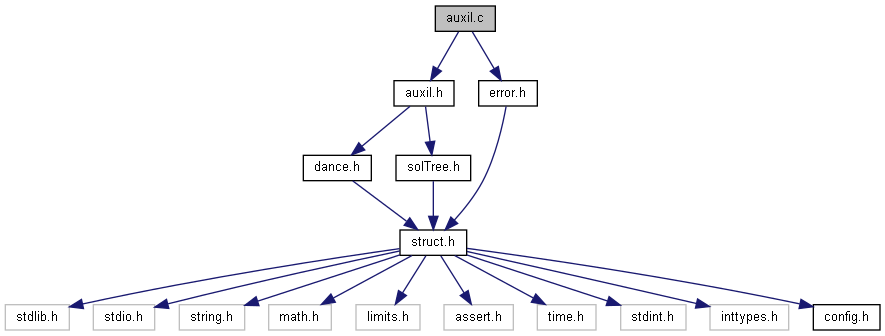 auxil.c
auxil.h
error.h
dance.h
solTree.h
struct.h
stdlib.h
stdio.h
string.h
math.h
limits.h
assert.h
time.h
stdint.h
inttypes.h
config.h